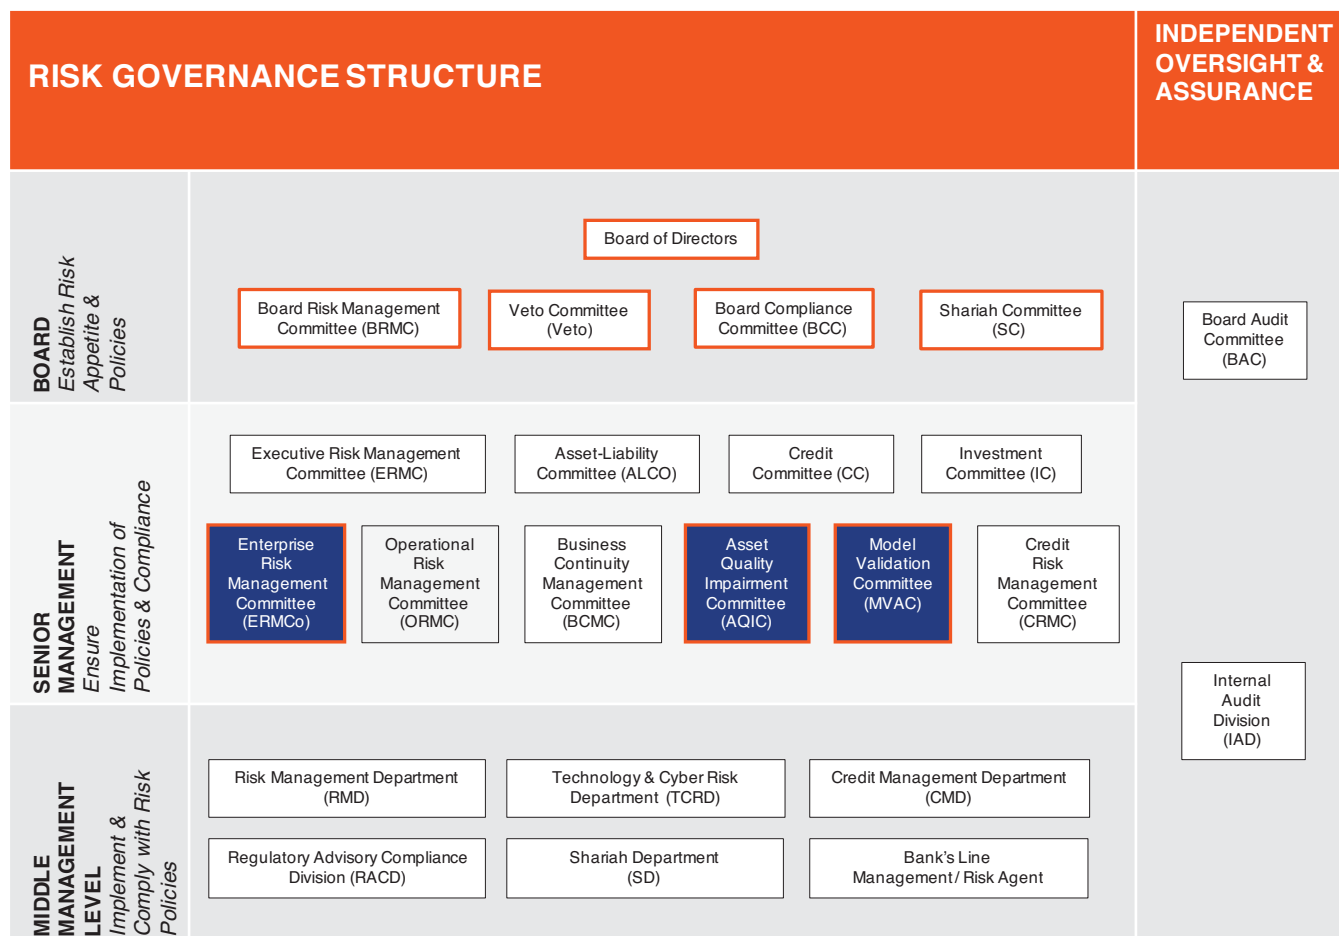 RISK GOVERNANCE STRUCTURE
INDEPENDENT
OVERSIGHT &
ASSURANCE
BOARD
Establish Risk
Appetite &
Policies
Board of Directors
Board Risk Management
Committee (BRMC)
Veto Committee
(Veto)
Board Compliance
Committee (BCC)
Shariah Committee
(SC)
Board Audit
Committee
(BAC)
SENIOR
MANAGEMENT
Ensure
Implementation of
Policies & Compliance
Executive Risk Management
Committee (ERMC)
Asset-Liability
Committee (ALCO)
Credit
Committee (CC)
Investment
Committee (IC)
Enterprise
Risk
Management
Committee
(ERMCo)
Operational
Risk
Management
Committee
(ORMC)
Business
Continuity
Management
Committee
(BCMC)
Asset
Quality
Impairment
Committee
(AQIC)
Model
Validation
Committee
(MVAC)
Credit
Risk
Management
Committee
(CRMC)
Internal
Audit
Division
(IAD)
MIDDLE
MANAGEMENT
LEVEL
Implement &
Comply with Risk
Policies
Risk Management Department
(RMD)
Technology & Cyber Risk
Department (TCRD)
Credit Management Department
(CMD)
Regulatory Advisory Compliance
Division (RACD)
Shariah Department
(SD)
Bank's Line
Management / Risk Agent